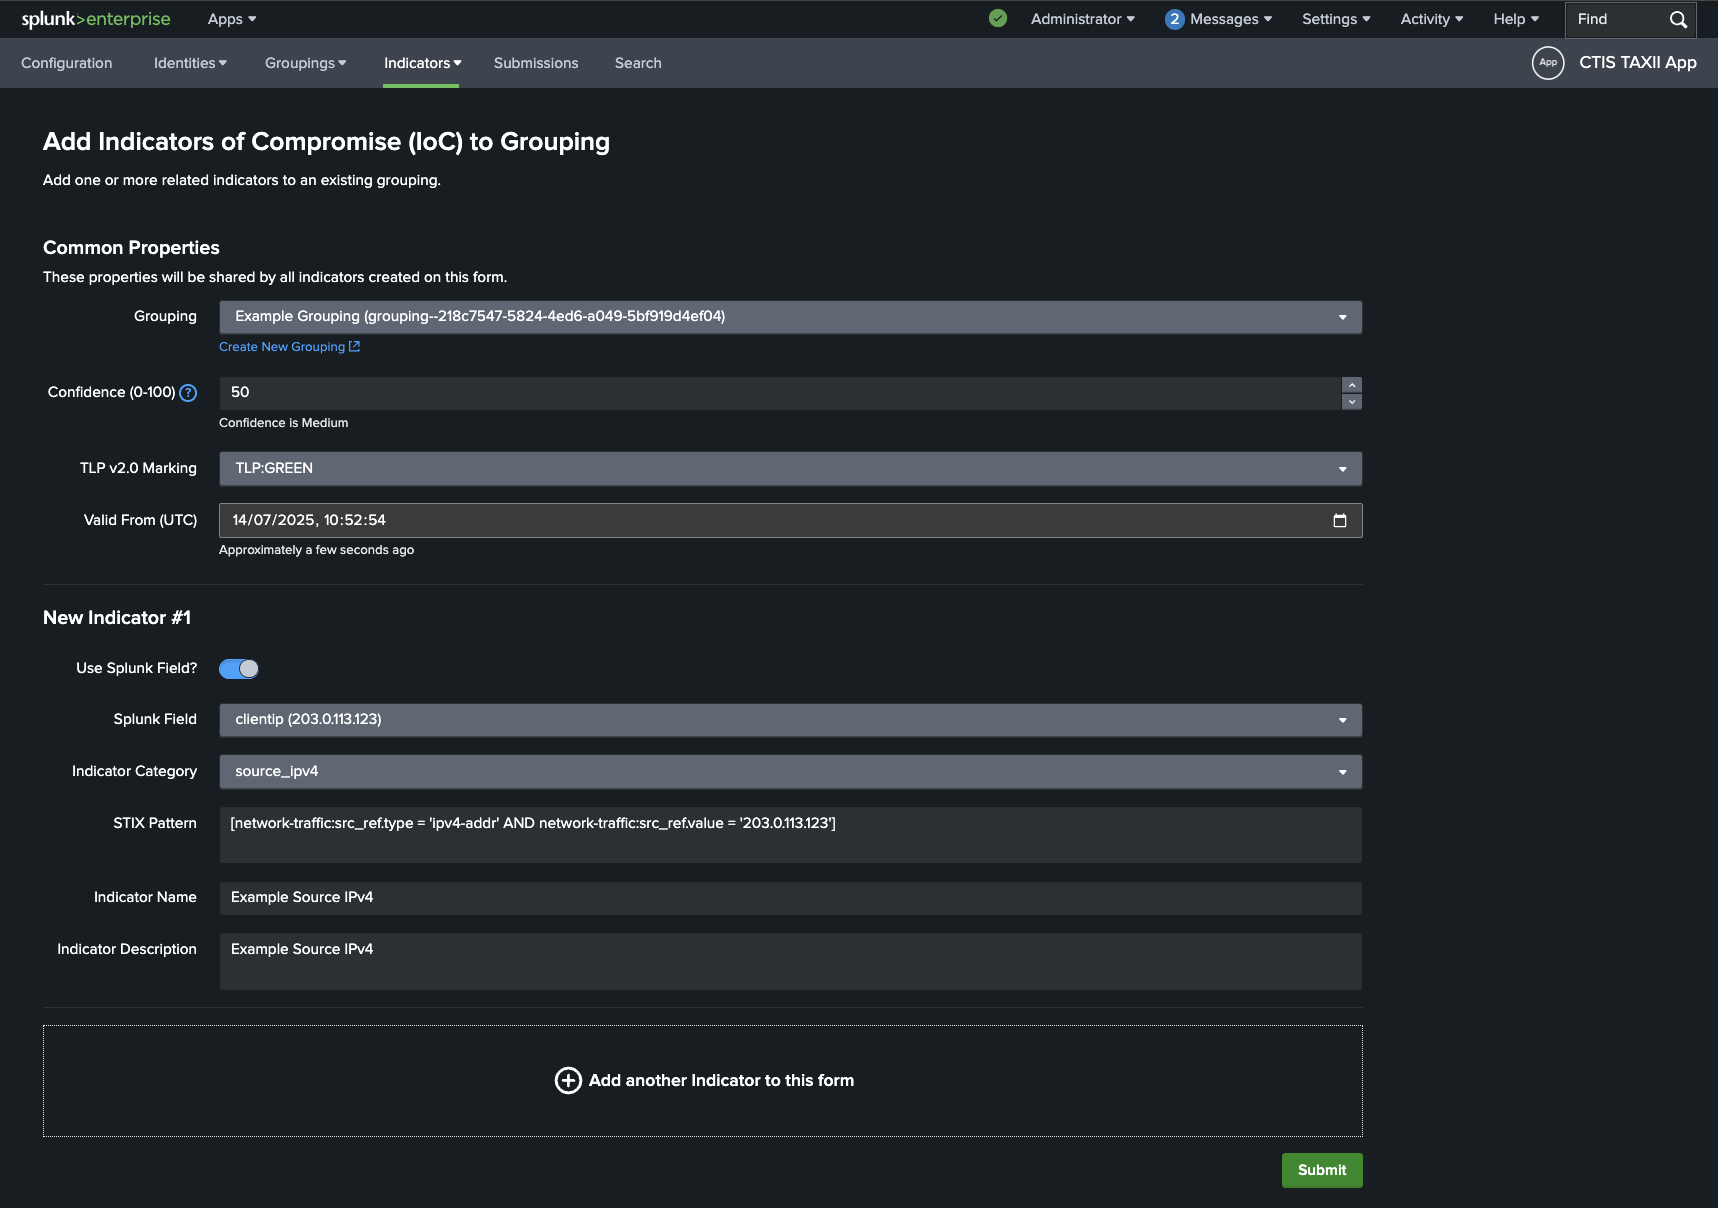 splunk>enterprise Apps Administrator 2 Messages Settings Activity Help Find
Configuration Identities Groupings Indicators Submissions Search App CTIS TAXII App
Add Indicators of Compromise (IoC) to Grouping
Add one or more related indicators to an existing grouping.
Common Properties
These properties will be shared by all indicators created on this form.
Grouping Example Grouping (grouping--218c7547-5824-4ed6-a049-5bf919d4ef04)
Create New Grouping
Confidence (0-100) ? 50
Confidence is Medium
TLP v2.0 Marking TLP:GREEN
Valid From (UTC) 14/07/2025, 10:52:54
Approximately a few seconds ago
New Indicator #1
Use Splunk Field?
Splunk Field clientip (203.0.113.123)
Indicator Category source_ipv4
STIX Pattern [network-traffic:src_ref.type = 'ipv4-addr' AND network-traffic:src_ref.value = '203.0.113.123']
Indicator Name Example Source IPv4
Indicator Description Example Source IPv4
Add another Indicator to this form
Submit